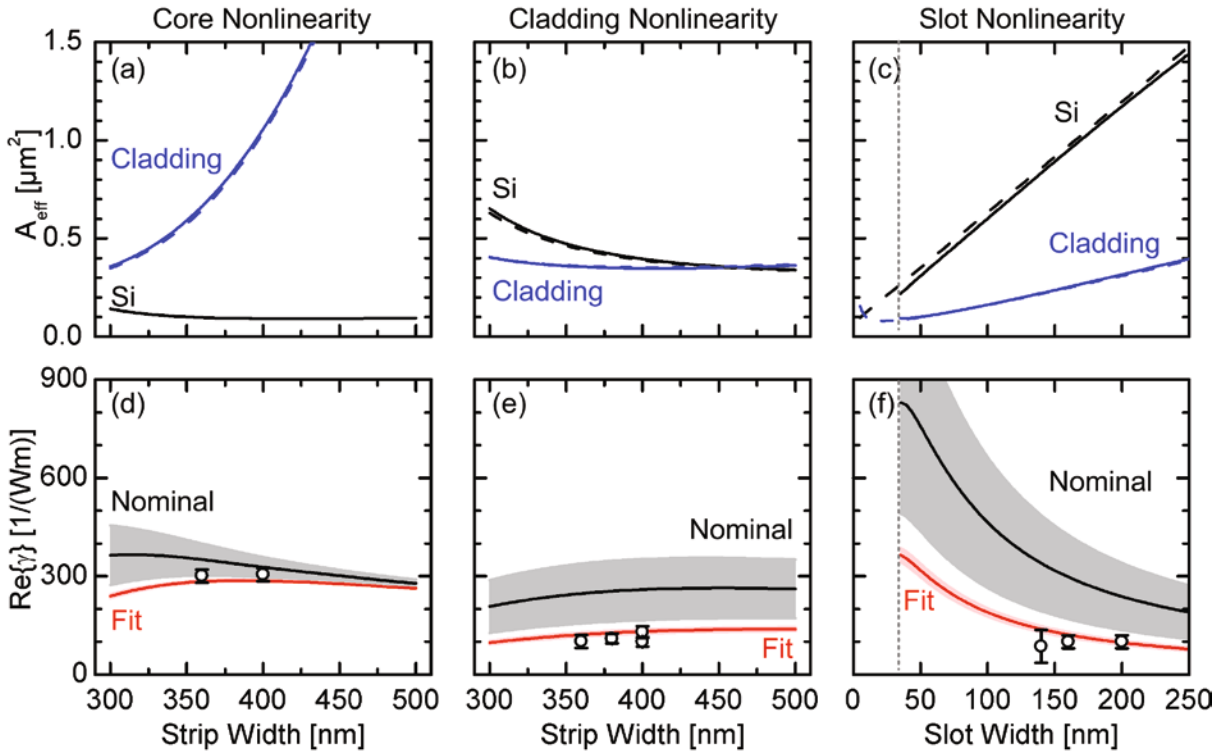 Core Nonlinearity Cladding Nonlinearity Slot Nonlinearity
1.5
(a) (b) (c)
Si
Cladding
1.0
Si
Cladding
0.5
Cladding
Si
0.0
A_eff [µm²]
900
(d) (e) (f)
600
Nominal Nominal Nominal
300
Fit Fit Fit
0
Re{γ} [1/(Wm)]
300 350 400 450 500 300 350 400 450 500 0 50 100 150 200 250
Strip Width [nm] Strip Width [nm] Slot Width [nm]